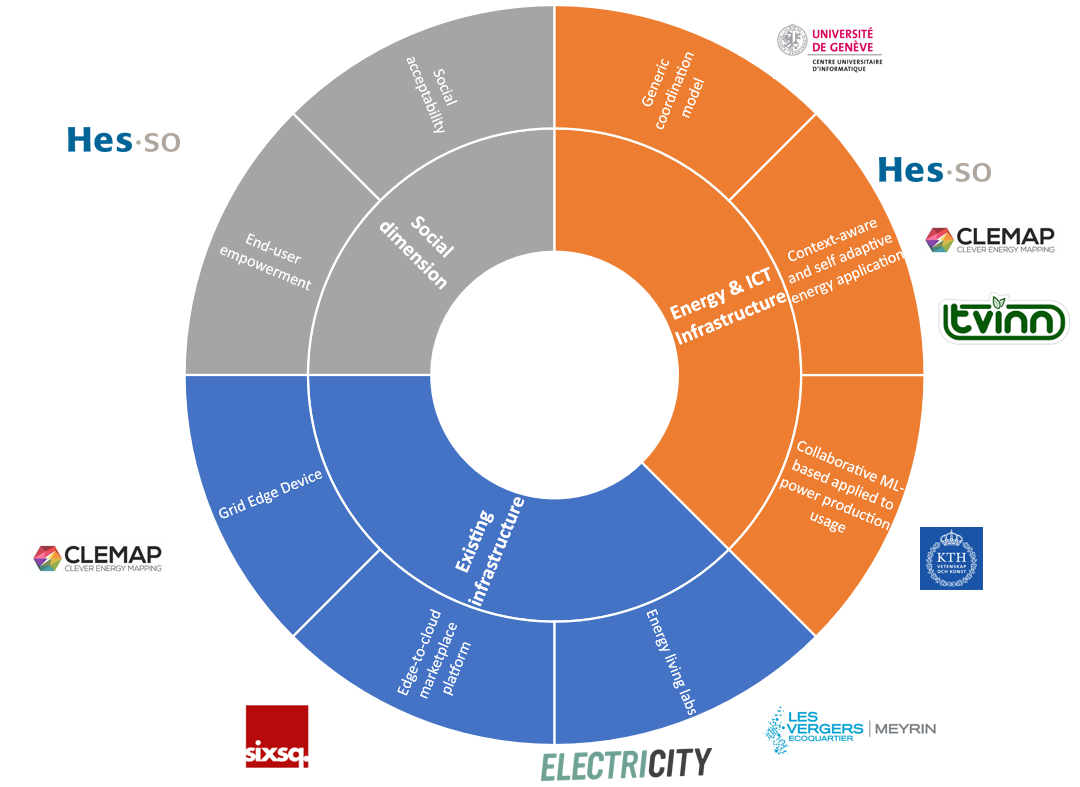 UNIVERSITÉ
DE GENÈVE
CENTRE UNIVERSITAIRE
D'INFORMATIQUE
Social
acceptability
Generic
coordination
model
Hes·so
Hes·so
End-user
empowerment
Social
dimension
Context-aware
and self adaptive
energy application
CLEMAP
CLEVER ENERGY MAPPING
Energy & ICT
Infrastructure
tvinn
Grid Edge Device
Existing
infrastructure
Collaborative ML-
based applied to
power production
usage
CLEMAP
CLEVER ENERGY MAPPING
KTH
VETENSKAP
OCH KONST
Edge-to-cloud
marketplace
platform
Energy living labs
sixsq.
LES
VERGERS
ECOQUARTIER
MEYRIN
ELECTRICITY